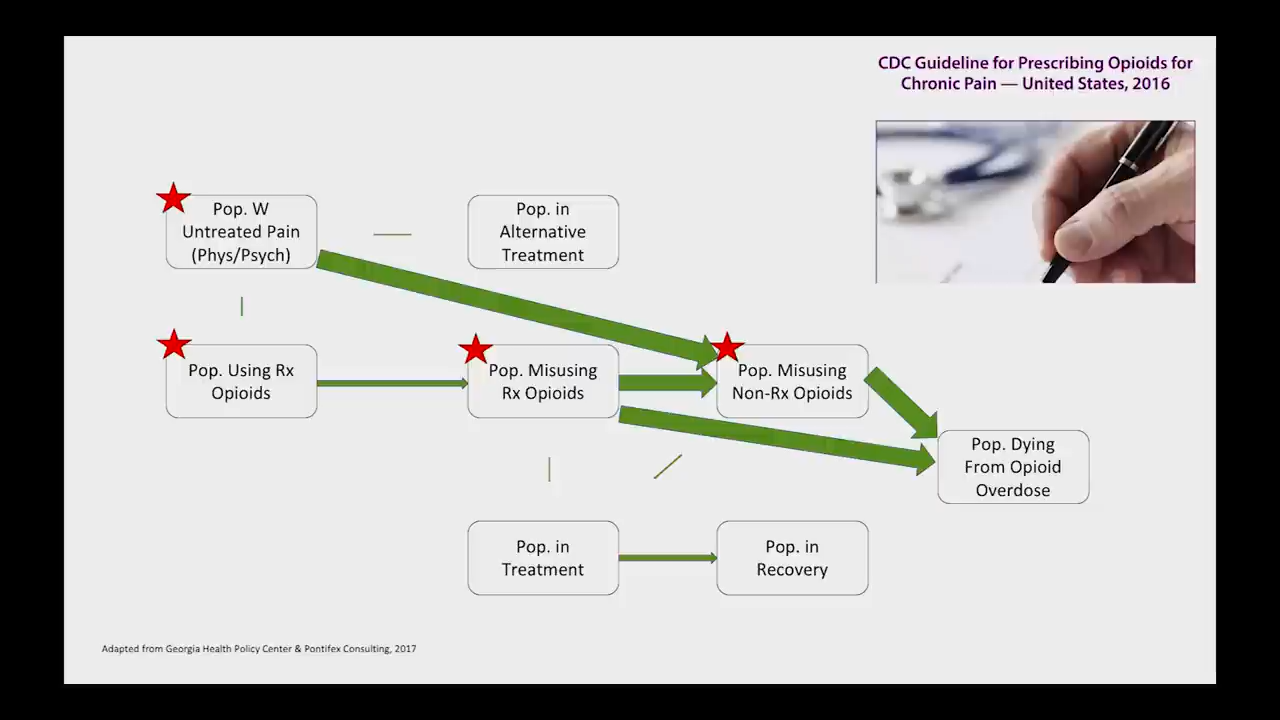 CDC Guideline for Prescribing Opioids for
Chronic Pain — United States, 2016
Pop. W
Untreated Pain
(Phys/Psych)
Pop. in
Alternative
Treatment
Pop. Using Rx
Opioids
Pop. Misusing
Rx Opioids
Pop. Misusing
Non-Rx Opioids
Pop. Dying
From Opioid
Overdose
Pop. in
Treatment
Pop. in
Recovery
Adapted from Georgia Health Policy Center & Pontifex Consulting, 2017